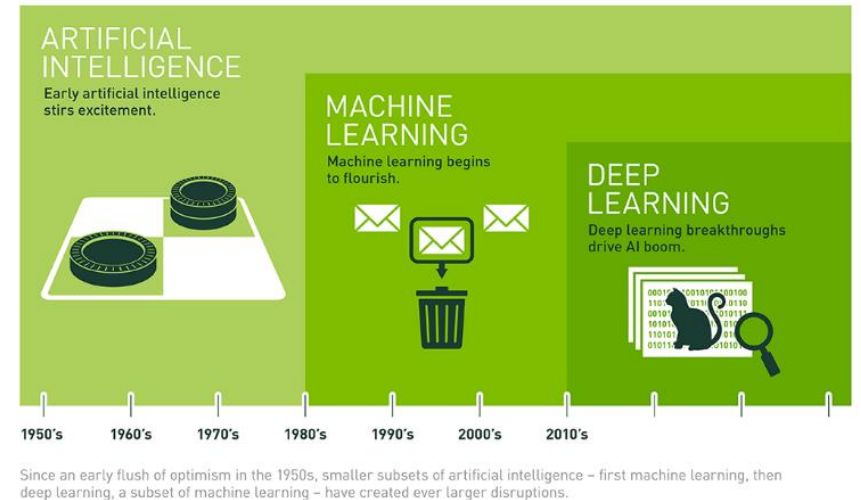 ARTIFICIAL
INTELLIGENCE
Early artificial intelligence
stirs excitement.
MACHINE
LEARNING
Machine learning begins
to flourish.
DEEP
LEARNING
Deep learning breakthroughs
drive AI boom.
1950's
1960's
1970's
1980's
1990's
2000's
2010's
Since an early flush of optimism in the 1950s, smaller subsets of artificial intelligence – first machine learning, then
deep learning, a subset of machine learning – have created ever larger disruptions.